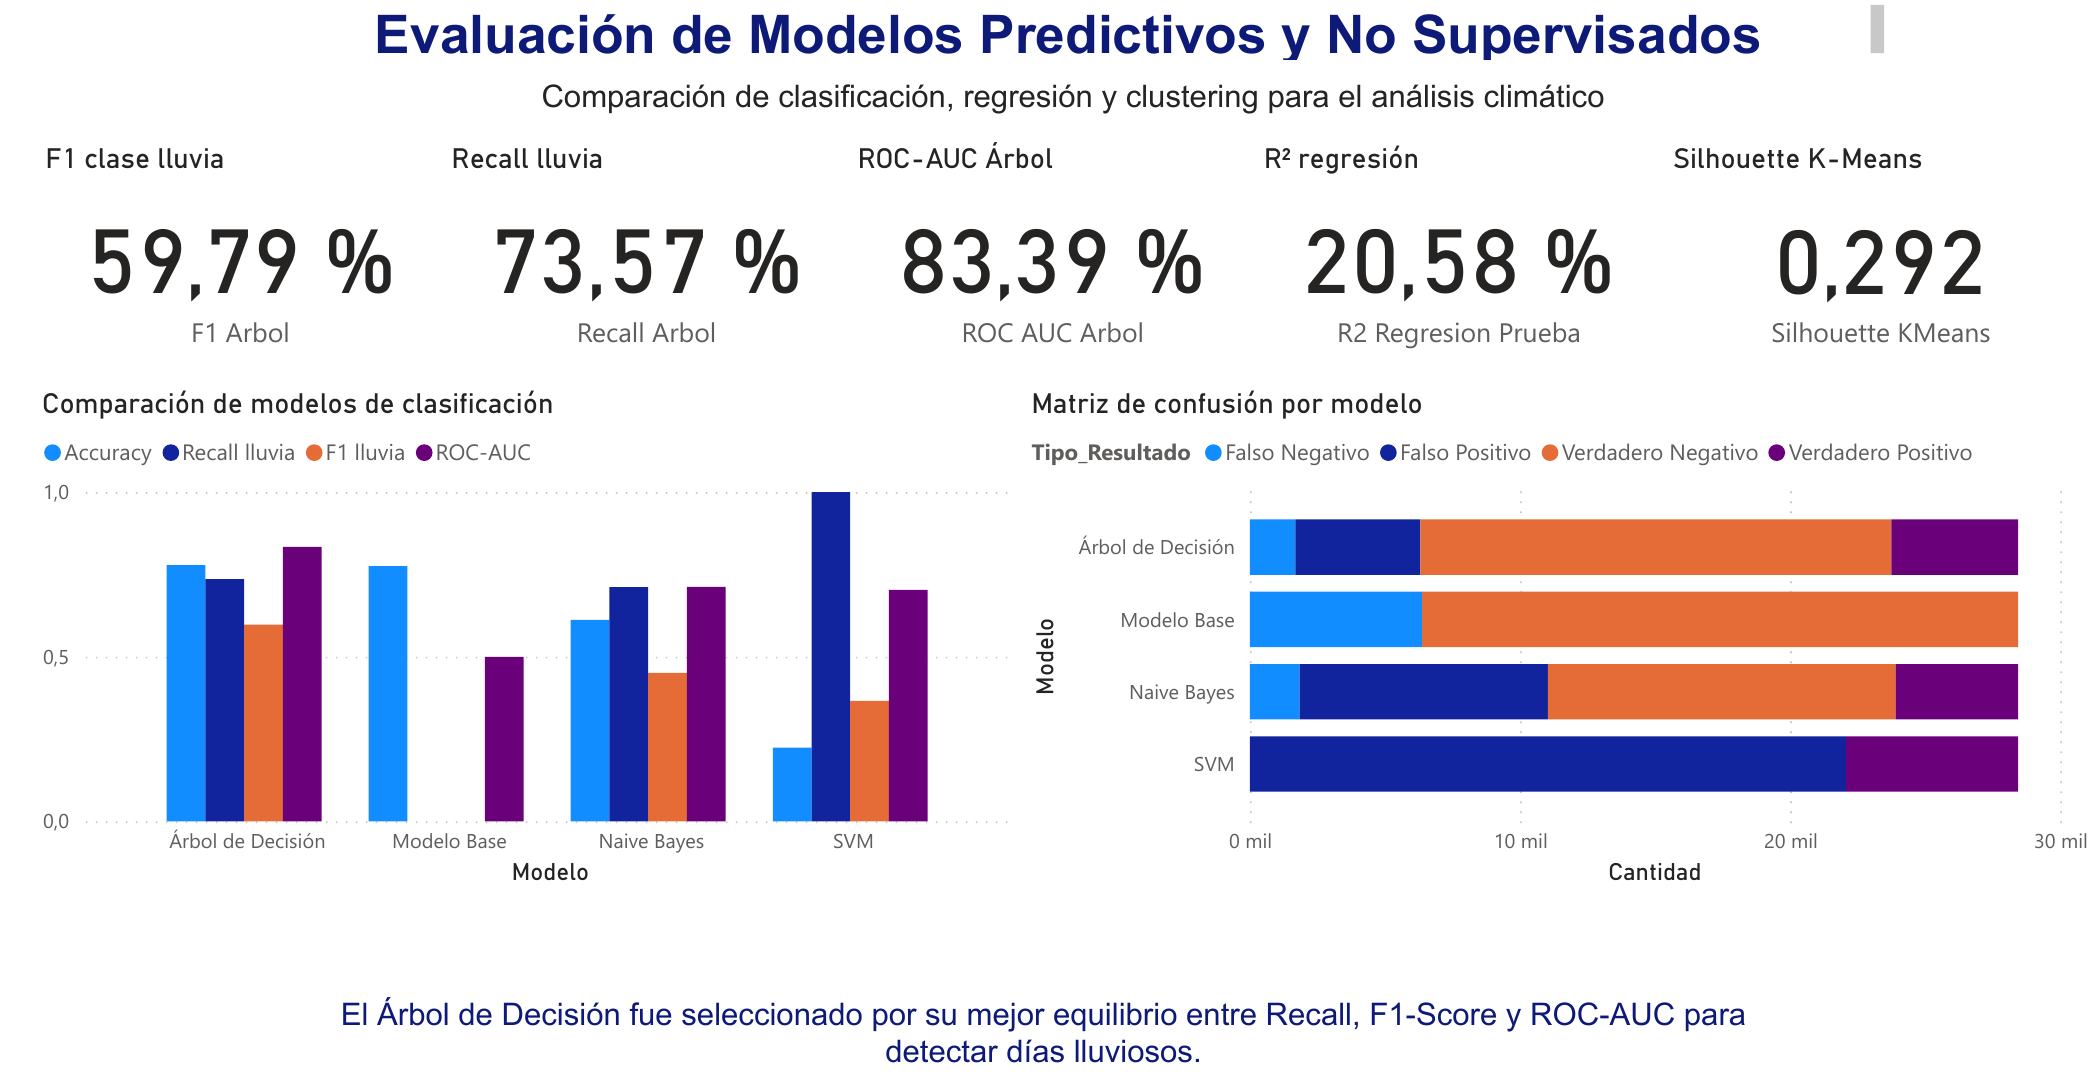 Evaluación de Modelos Predictivos y No Supervisados
Comparación de clasificación, regresión y clustering para el análisis climático
F1 clase lluvia
59,79 %
F1 Arbol
Recall lluvia
73,57 %
Recall Arbol
ROC-AUC Árbol
83,39 %
ROC AUC Arbol
R² regresión
20,58 %
R2 Regresion Prueba
Silhouette K-Means
0,292
Silhouette KMeans
Comparación de modelos de clasificación
Accuracy Recall lluvia F1 lluvia ROC-AUC
1,0
0,5
0,0
Árbol de Decisión Modelo Base Naive Bayes SVM
Modelo
Matriz de confusión por modelo
Tipo_Resultado Falso Negativo Falso Positivo Verdadero Negativo Verdadero Positivo
Modelo
Árbol de Decisión
Modelo Base
Naive Bayes
SVM
0 mil 10 mil 20 mil 30 mil
Cantidad
El Árbol de Decisión fue seleccionado por su mejor equilibrio entre Recall, F1-Score y ROC-AUC para
detectar días lluviosos.